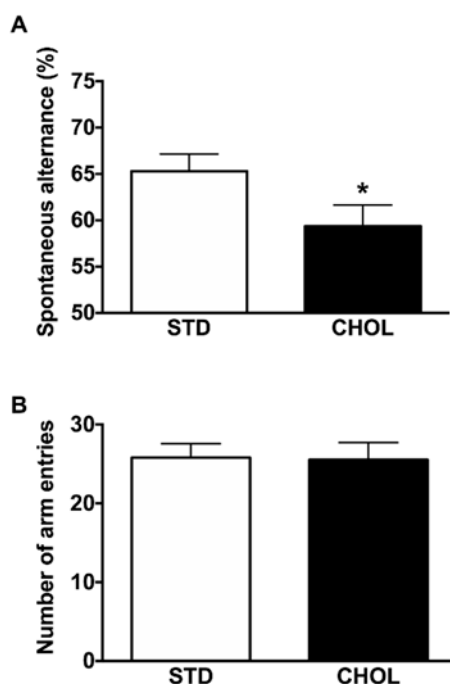 A
Spontaneous alternance (%)
75
70
65
60
55
50
*
STD CHOL
B
Number of arm entries
30
20
10
0
STD CHOL